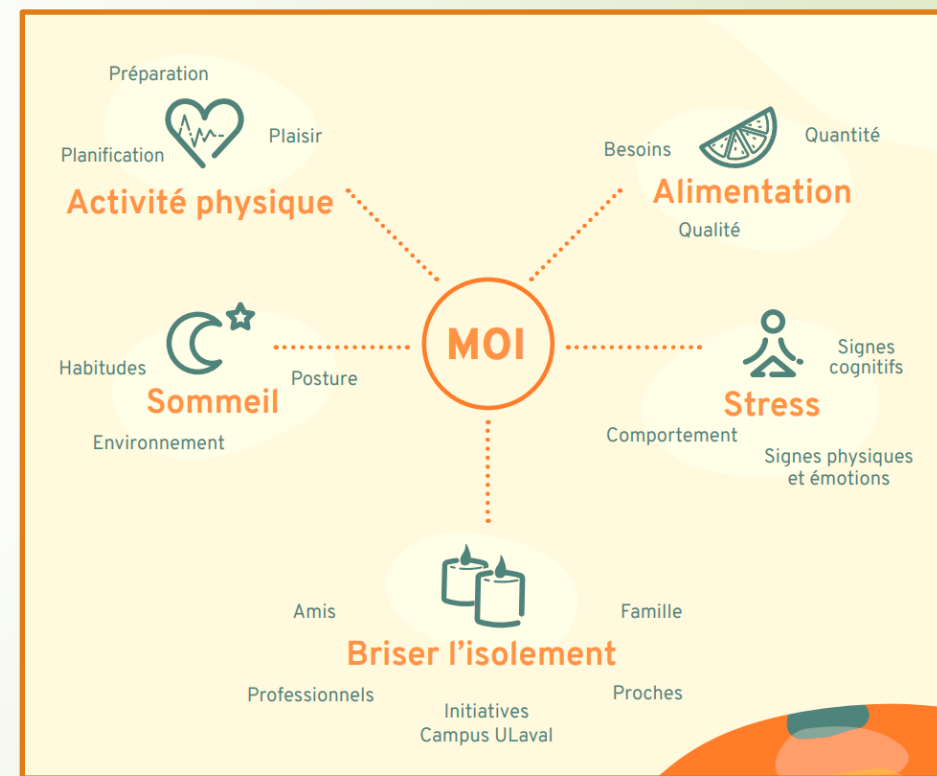 Préparation
Planification
Plaisir
Activité physique
Besoins
Quantité
Alimentation
Qualité
MOI
Habitudes
Posture
Sommeil
Environnement
Signes
cognitifs
Stress
Comportement
Signes physiques
et émotions
Amis
Famille
Briser l'isolement
Professionnels
Initiatives
Campus ULaval
Proches